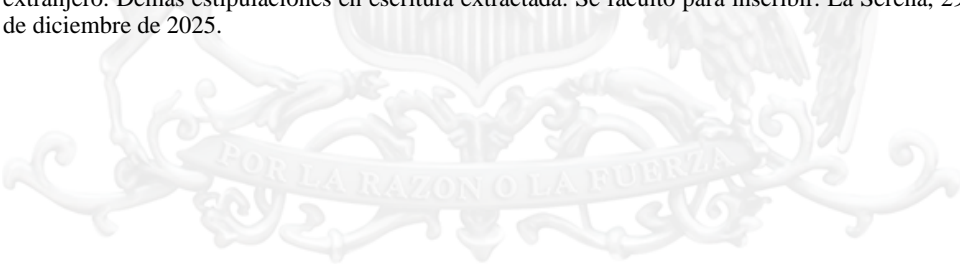 extranjero. Demás estipulaciones en escritura extractada. Se facultó para inscribir. La Serena, 29
de diciembre de 2025.
POR LA RAZON O LA FUERZA